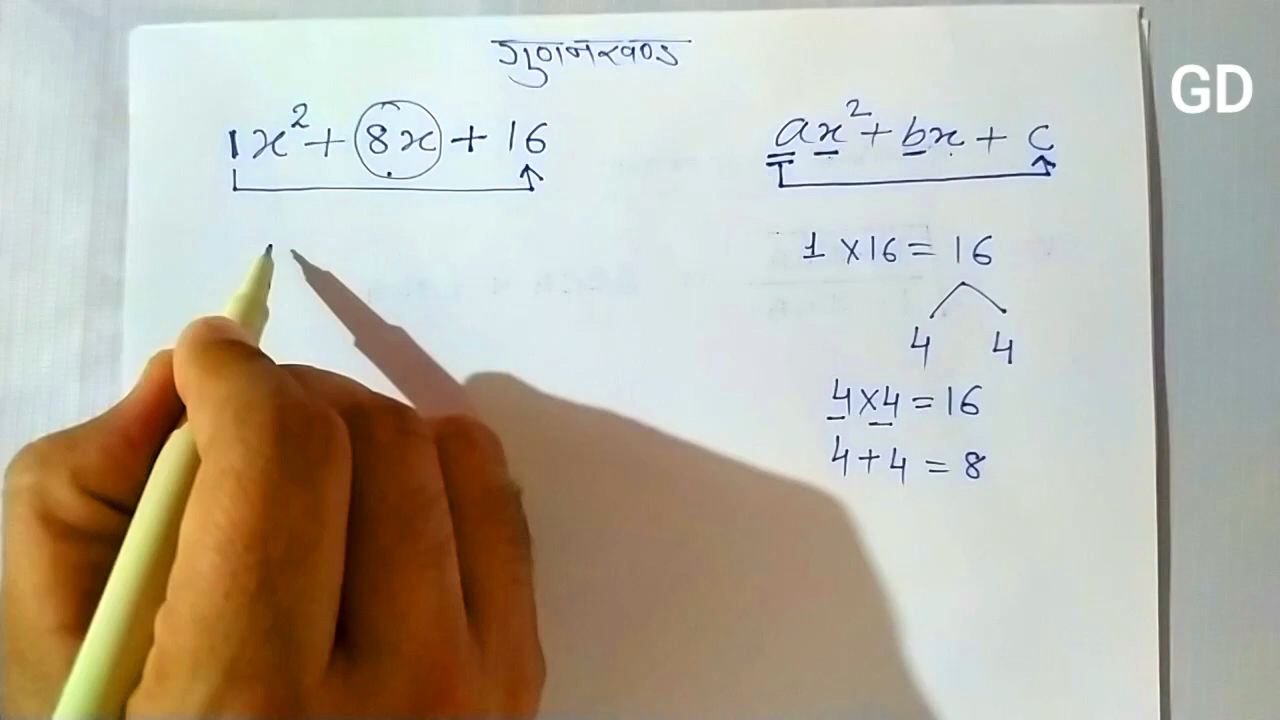 गुणनखण्ड
1x² + 8x + 16
ax² + bx + c
1 × 16 = 16
4 4
4 × 4 = 16
4 + 4 = 8
GD